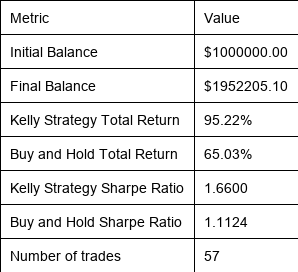 Metric Value
Initial Balance $1000000.00
Final Balance $1952205.10
Kelly Strategy Total Return 95.22%
Buy and Hold Total Return 65.03%
Kelly Strategy Sharpe Ratio 1.6600
Buy and Hold Sharpe Ratio 1.1124
Number of trades 57